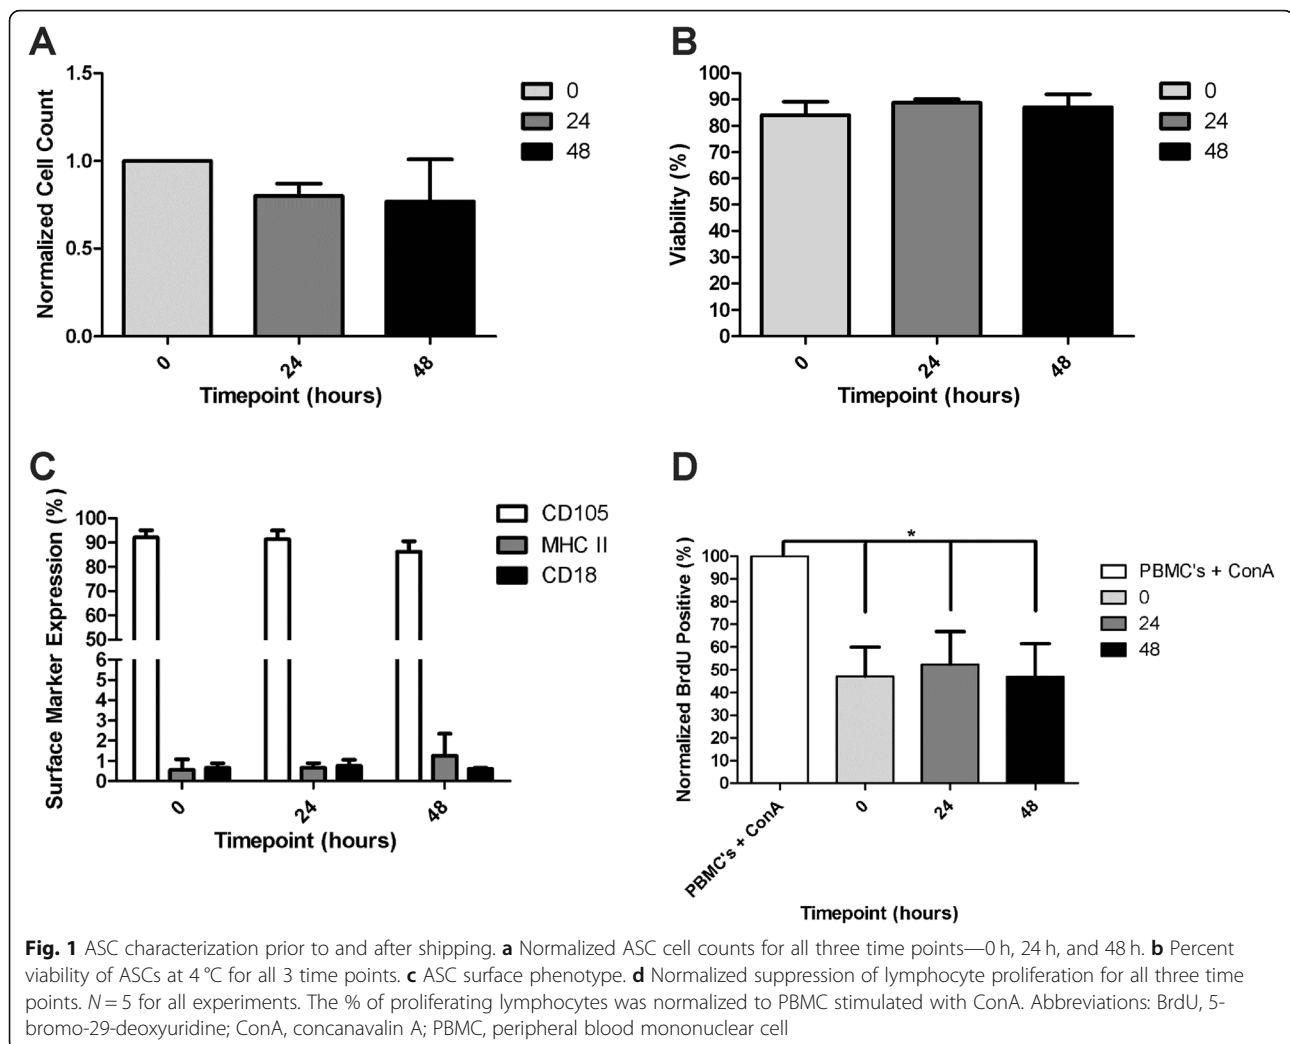 A
Normalized Cell Count
1.5
1.0
0.5
0.0
0
24
48
Timepoint (hours)
0
24
48
B
Viability (%)
100
90
80
70
60
50
40
30
20
10
0
0
24
48
Timepoint (hours)
0
24
48
C
Surface Marker Expression (%)
100
90
80
70
60
50
6
5
4
3
2
1
0
0
24
48
Timepoint (hours)
CD105
MHC II
CD18
D
Normalized BrdU Positive (%)
100
90
80
70
60
50
40
30
20
10
0
*
PBMC's + ConA
0
24
48
Timepoint (hours)
PBMC's + ConA
0
24
48
Fig. 1 ASC characterization prior to and after shipping. a Normalized ASC cell counts for all three time points—0 h, 24 h, and 48 h. b Percent
viability of ASCs at 4 °C for all 3 time points. c ASC surface phenotype. d Normalized suppression of lymphocyte proliferation for all three time
points. N = 5 for all experiments. The % of proliferating lymphocytes was normalized to PBMC stimulated with ConA. Abbreviations: BrdU, 5-
bromo-29-deoxyuridine; ConA, concanavalin A; PBMC, peripheral blood mononuclear cell